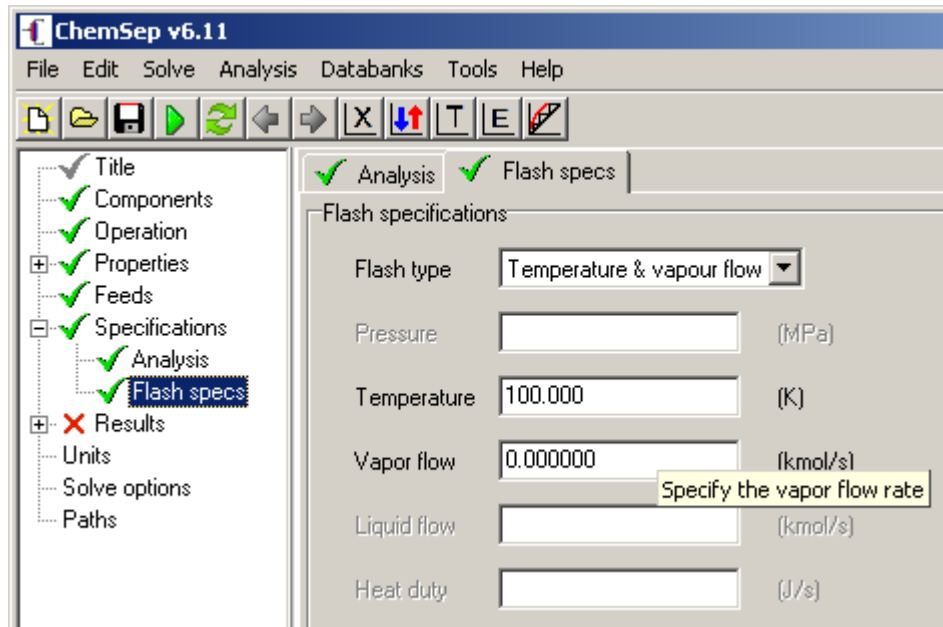 ChemSep v6.11
File Edit Solve Analysis Databanks Tools Help
X T E
Title
Components
Operation
Properties
Feeds
Specifications
Analysis
Flash specs
Results
Units
Solve options
Paths
Analysis Flash specs
Flash specifications
Flash type Temperature & vapour flow
Pressure (MPa)
Temperature 100.000 (K)
Vapor flow 0.000000 (kmol/s)
Specify the vapor flow rate
Liquid flow (kmol/s)
Heat duty (J/s)